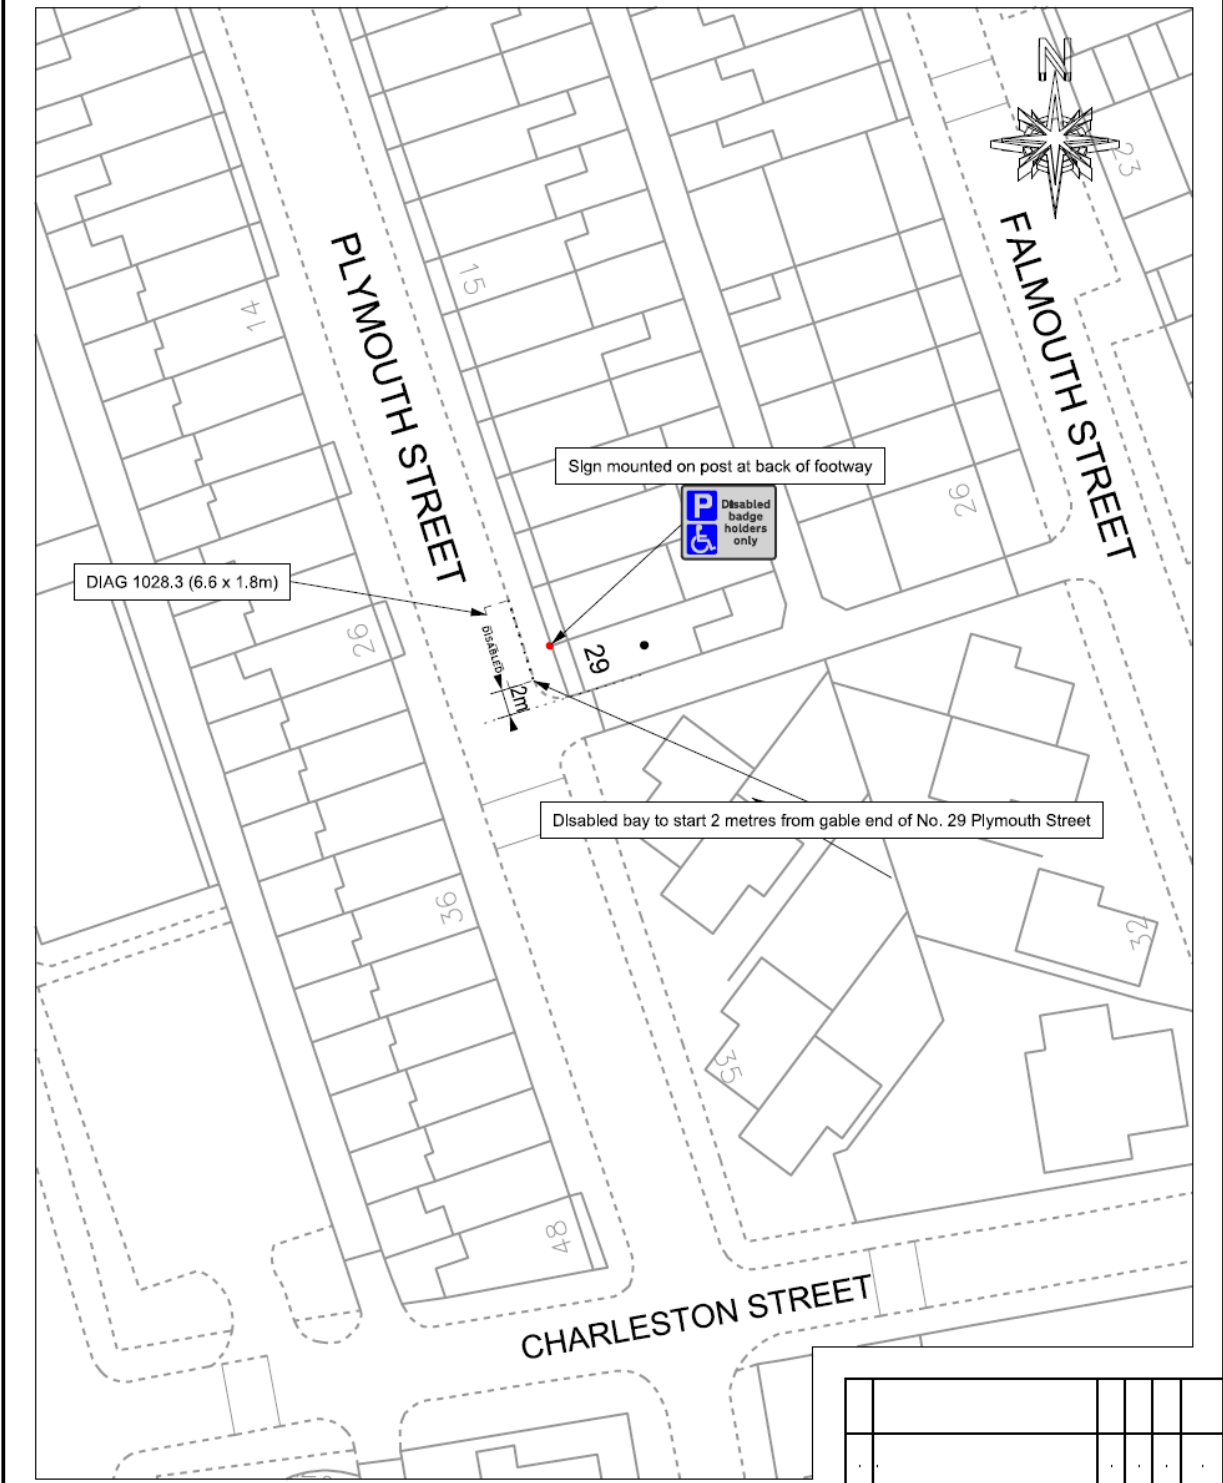 N
23
15
14
PLYMOUTH STREET
FALMOUTH STREET
Sign mounted on post at back of footway
P
Disabled
badge
holders
only
26
DIAG 1028.3 (6.6 x 1.8m)
DISABLED
26
29
2m
Disabled bay to start 2 metres from gable end of No. 29 Plymouth Street
36
32
35
48
CHARLESTON STREET